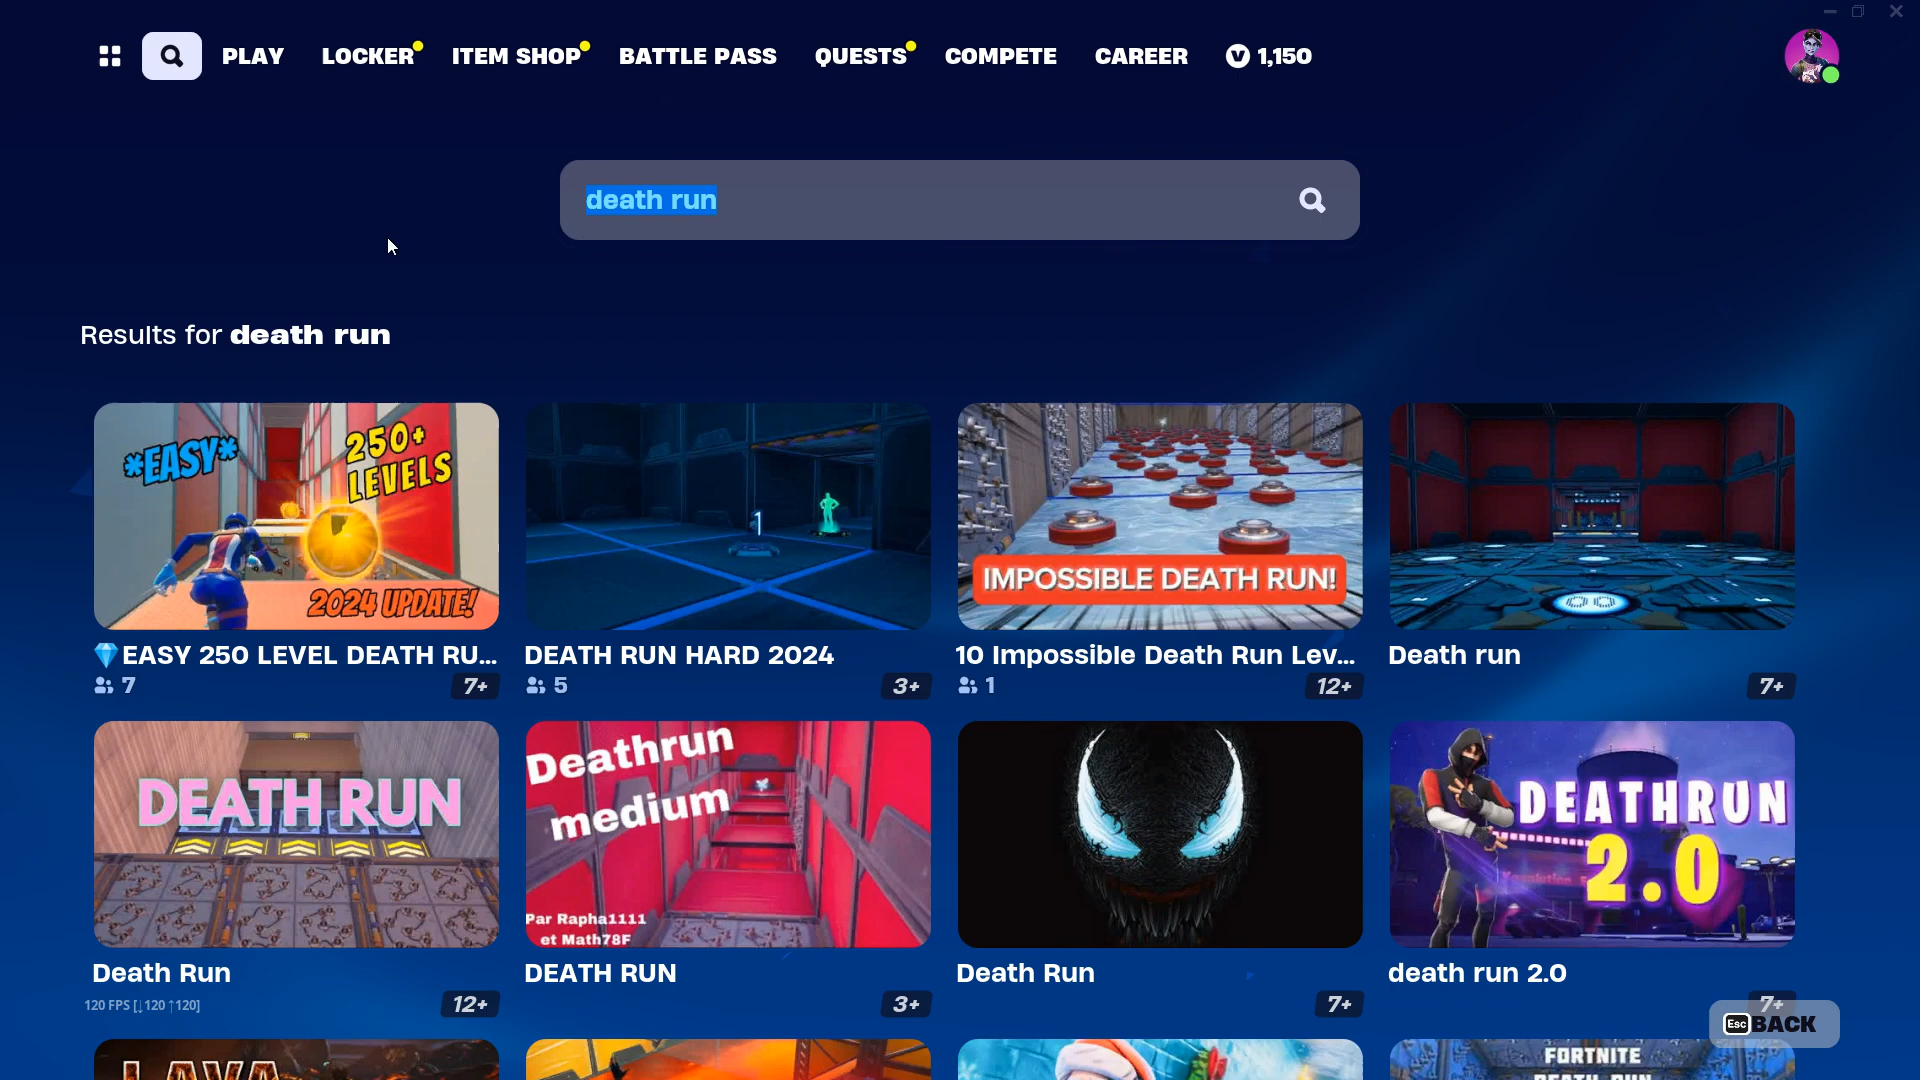 PLAY LOCKER ITEM SHOP BATTLE PASS QUESTS COMPETE CAREER V 1,150
death run
Results for death run
*EASY*
250+
LEVELS
2024 UPDATE!
1
IMPOSSIBLE DEATH RUN!
EASY 250 LEVEL DEATH RU...
DEATH RUN HARD 2024
10 Impossible Death Run Lev...
Death run
7 7+
5 3+
1 12+
7+
DEATH RUN
Deathrun
medium
Par Rapha1111
et Math78F
DEATHRUN
2.0
Death Run
DEATH RUN
Death Run
death run 2.0
120 FPS [↓120 ↑120]
12+
3+
7+
7+
Esc BACK
LAVA
FORTNITE
DEATH RUN